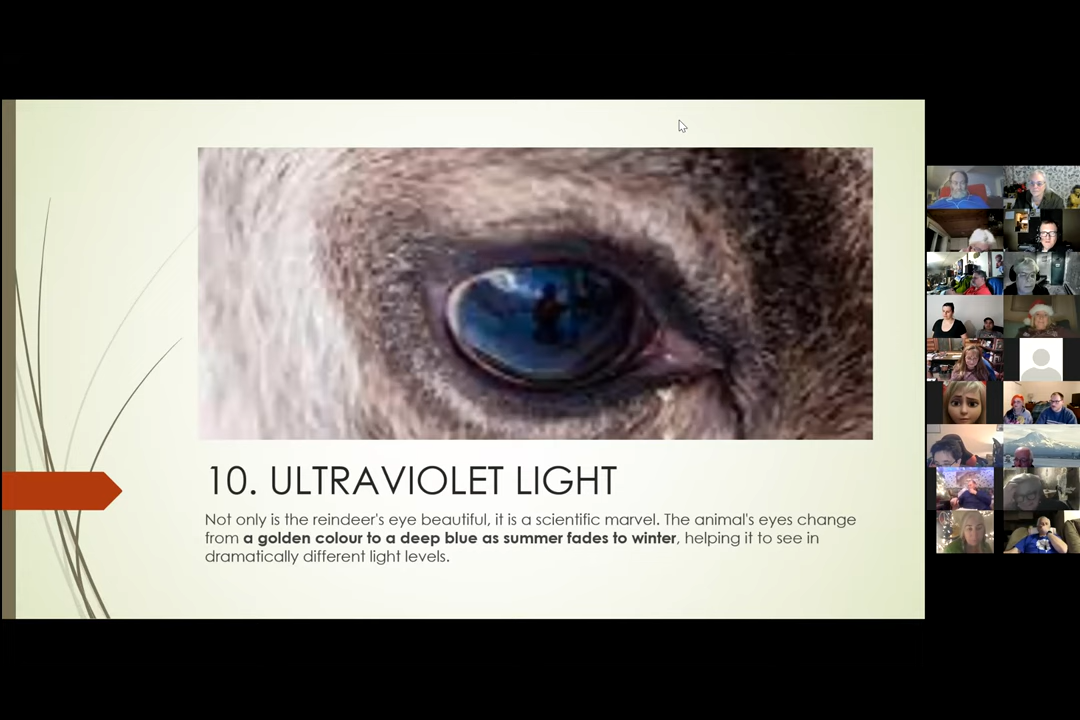 10. ULTRAVIOLET LIGHT
Not only is the reindeer's eye beautiful, it is a scientific marvel. The animal's eyes change
from a golden colour to a deep blue as summer fades to winter, helping it to see in
dramatically different light levels.